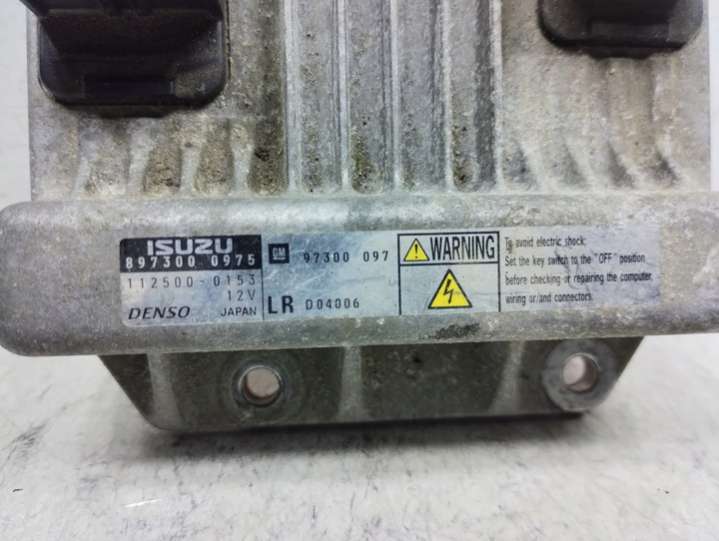 ISUZU
897300 0975
112500-0153
12V
DENSO JAPAN
GM 97300 097
LR D04006
WARNING
To avoid electric shock:
Set the key switch to the "OFF" position
before checking or repairing the computer,
wiring or/and connectors.